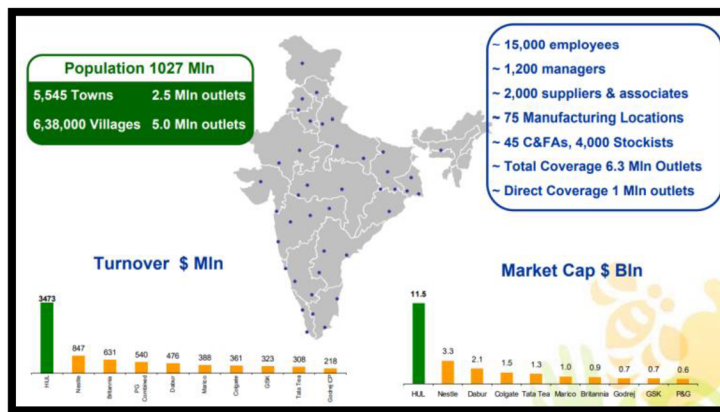 Population 1027 Mln
5,545 Towns 2.5 Mln outlets
6,38,000 Villages 5.0 Mln outlets
~ 15,000 employees
~ 1,200 managers
~ 2,000 suppliers & associates
~ 75 Manufacturing Locations
~ 45 C&FAs, 4,000 Stockists
~ Total Coverage 6.3 Mln Outlets
~ Direct Coverage 1 Mln outlets
Turnover $ Mln
3473
847
631
540
476
388
361
323
308
218
HUL
Nestle
Britannia
PG Combined
Dabur
Marico
Colgate
GSK
Tata Tea
Godrej CP
Market Cap $ Bln
11.5
3.3
2.1
1.5
1.3
1.0
0.9
0.7
0.7
0.6
HUL Nestle Dabur Colgate Tata Tea Marico Britannia Godrej GSK P&G